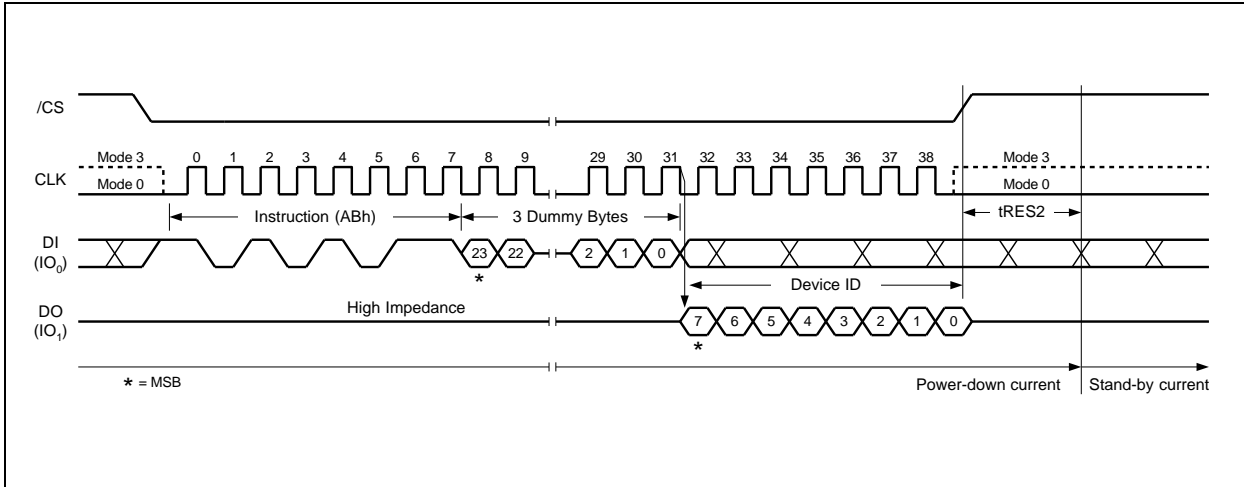 /CS
Mode 3 0 1 2 3 4 5 6 7 8 9 29 30 31 32 33 34 35 36 37 38 Mode 3
CLK Mode 0 Mode 0
Instruction (ABh) 3 Dummy Bytes tRES2
DI
(IO0) 23 22 2 1 0
*
Device ID
High Impedance
DO
(IO1) 7 6 5 4 3 2 1 0
*
* = MSB Power-down current Stand-by current